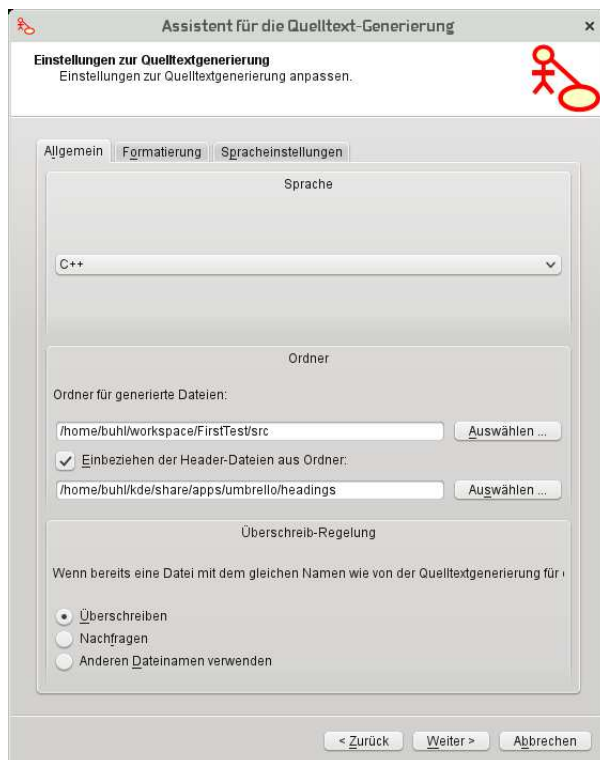 Assistent für die Quelltext-Generierung
Einstellungen zur Quelltextgenerierung
Einstellungen zur Quelltextgenerierung anpassen.
Allgemein Formatierung Spracheinstellungen
Sprache
C++
Ordner
Ordner für generierte Dateien:
/home/buhl/workspace/FirstTest/src Auswählen ...
Einbeziehen der Header-Dateien aus Ordner:
/home/buhl/kde/share/apps/umbrello/headings Auswählen ...
Überschreib-Regelung
Wenn bereits eine Datei mit dem gleichen Namen wie von der Quelltextgenerierung für
Überschreiben
Nachfragen
Anderen Dateinamen verwenden
< Zurück Weiter > Abbrechen